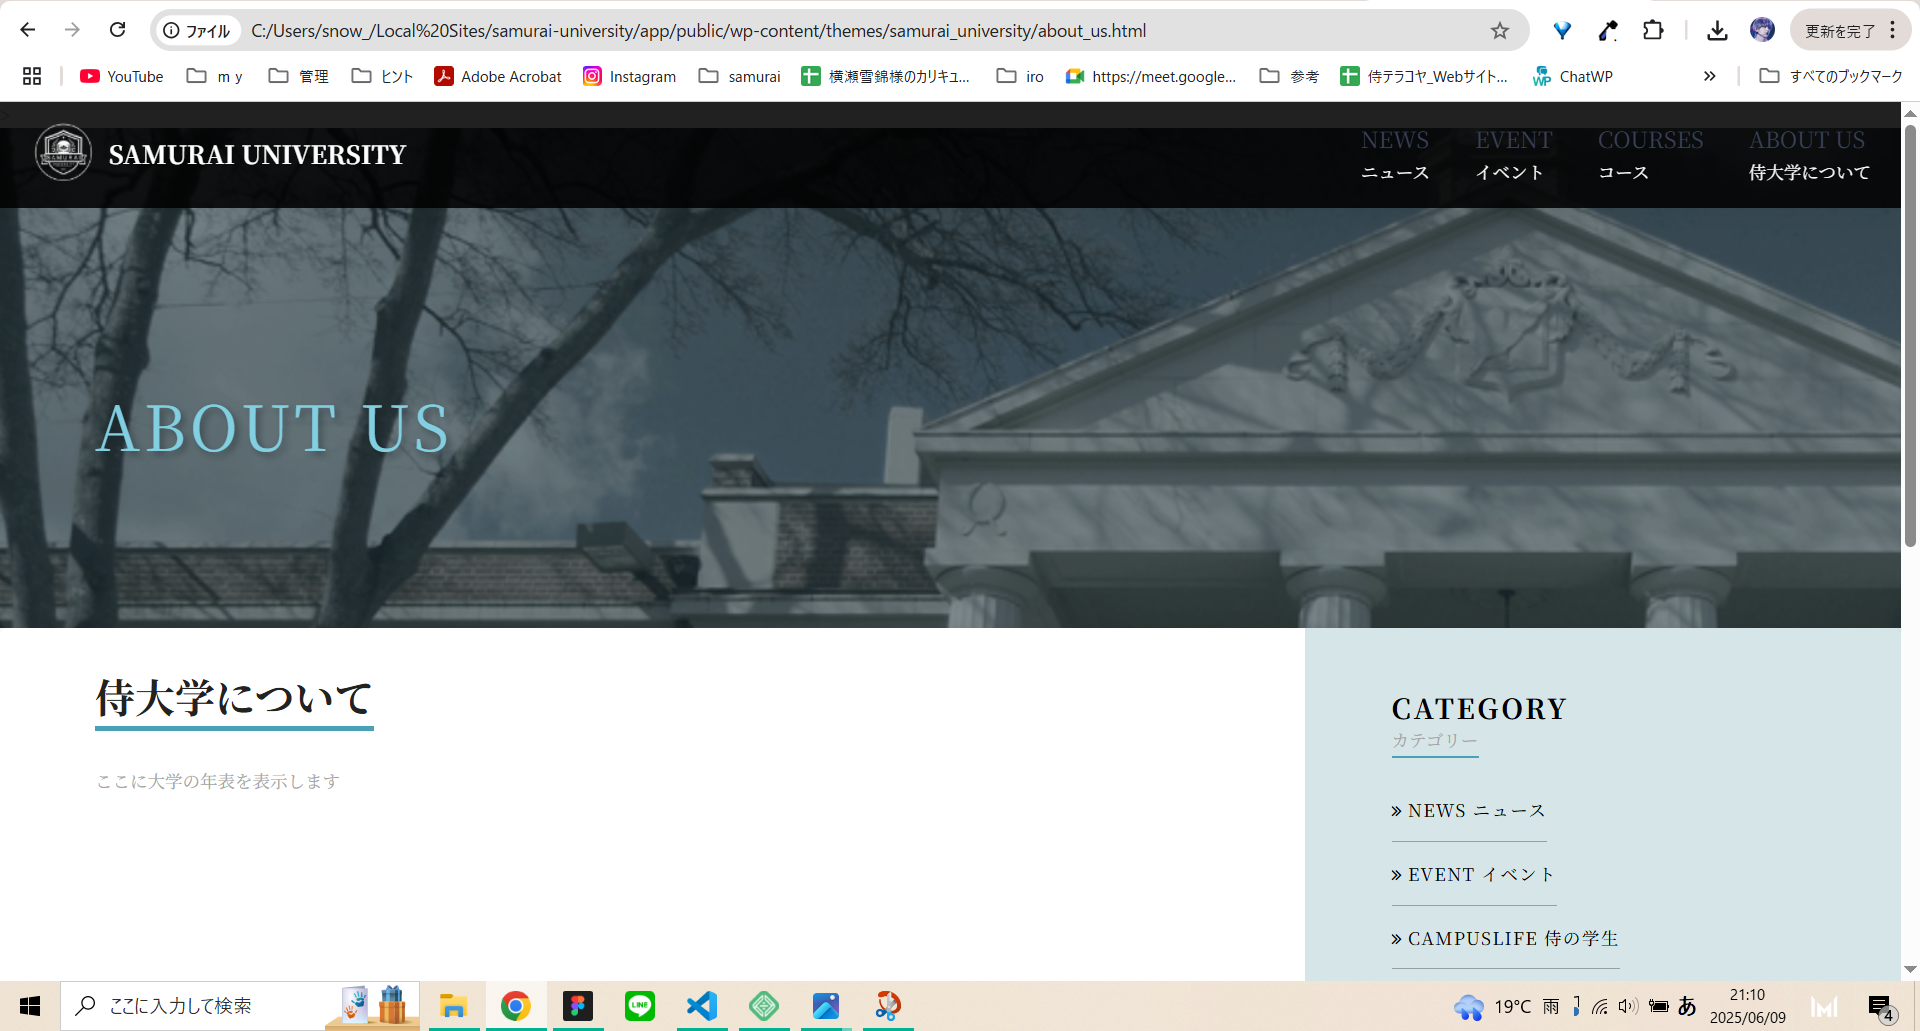 ファイル
C:/Users/snow_/Local%20Sites/samurai-university/app/public/wp-content/themes/samurai_university/about_us.html
更新を完了
YouTube
m y
管理
ヒント
Adobe Acrobat
Instagram
samurai
横瀬雪錦様のカリキュ...
iro
https://meet.google...
参考
侍テラコヤ_Webサイト...
ChatWP
»
すべてのブックマーク
SAMURAI UNIVERSITY
NEWS
ニュース
EVENT
イベント
COURSES
コース
ABOUT US
侍大学について
ABOUT US
侍大学について
ここに大学の年表を表示します
CATEGORY
カテゴリー
» NEWS ニュース
» EVENT イベント
» CAMPUSLIFE 侍の学生
ここに入力して検索
LINE
19°C 雨
あ
21:10
2025/06/09
4